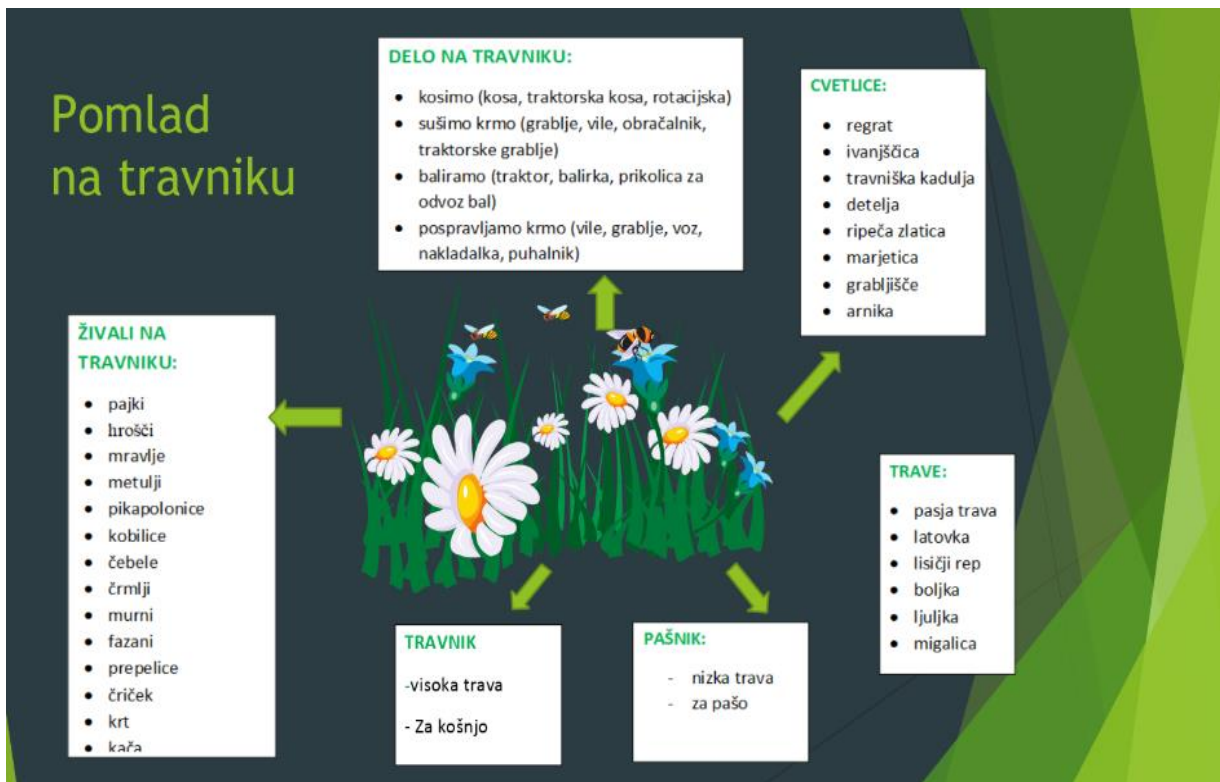 Pomlad
na travniku
DELO NA TRAVNIKU:
• kosimo (kosa, traktorska kosa, rotacijska)
• sušimo krmo (grablje, vile, obračalnik,
traktorske grablje)
• baliramo (traktor, balirka, prikolica za
odvoz bal)
• pospravljamo krmo (vile, grablje, voz,
nakladalka, puhalnik)
CVETLICE:
• regrat
• ivanjščica
• travniška kadulja
• detelja
• ripeča zlatica
• marjetica
• grabljišče
• arnika
ŽIVALI NA
TRAVNIKU:
• pajki
• hrošči
• mravlje
• metulji
• pikapolonice
• kobilice
• čebele
• črmlji
• murni
• fazani
• prepelice
• čriček
• krt
• kača
TRAVE:
• pasja trava
• latovka
• lisičji rep
• boljka
• ljuljka
• migalica
TRAVNIK
-visoka trava
- Za košnjo
PAŠNIK:
- nizka trava
- za pašo